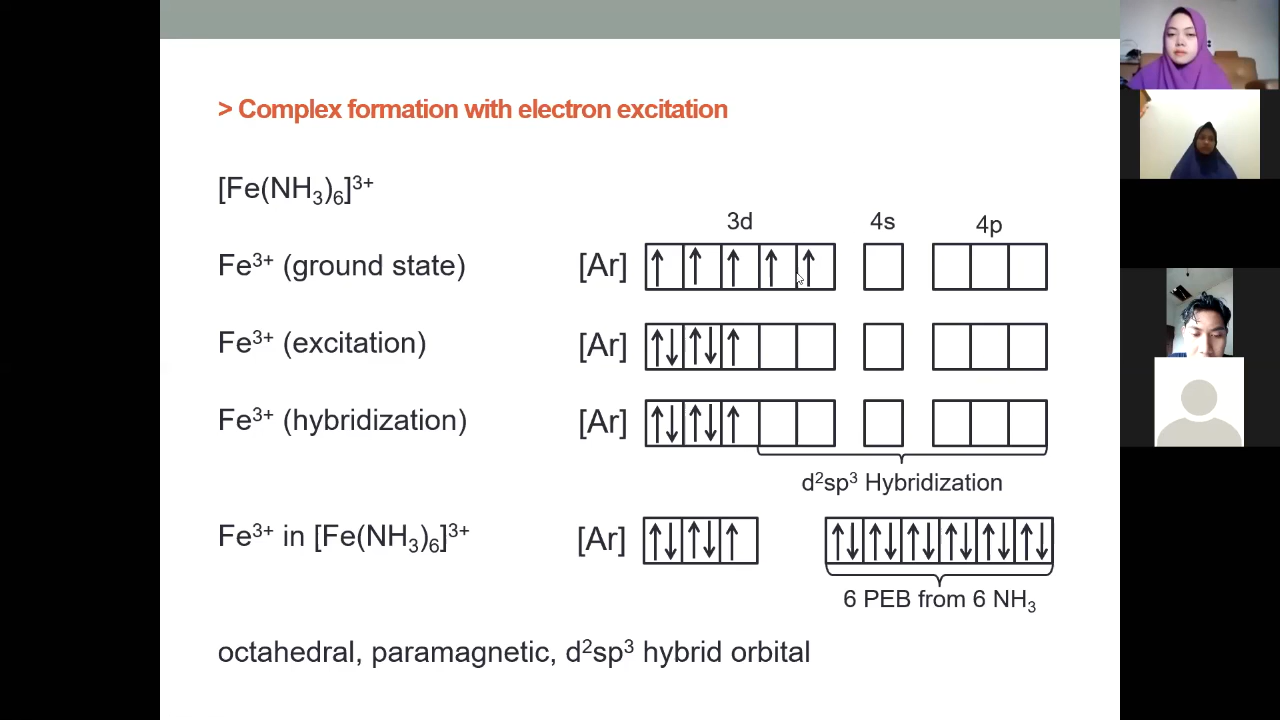 > Complex formation with electron excitation
[Fe(NH₃)₆]³⁺
3d 4s 4p
Fe³⁺ (ground state) [Ar] ↑ ↑ ↑ ↑ ↑
Fe³⁺ (excitation) [Ar] ↑↓ ↑↓ ↑
Fe³⁺ (hybridization) [Ar] ↑↓ ↑↓ ↑
d²sp³ Hybridization
Fe³⁺ in [Fe(NH₃)₆]³⁺ [Ar] ↑↓ ↑↓ ↑ ↑↓ ↑↓ ↑↓ ↑↓ ↑↓ ↑↓
6 PEB from 6 NH₃
octahedral, paramagnetic, d²sp³ hybrid orbital